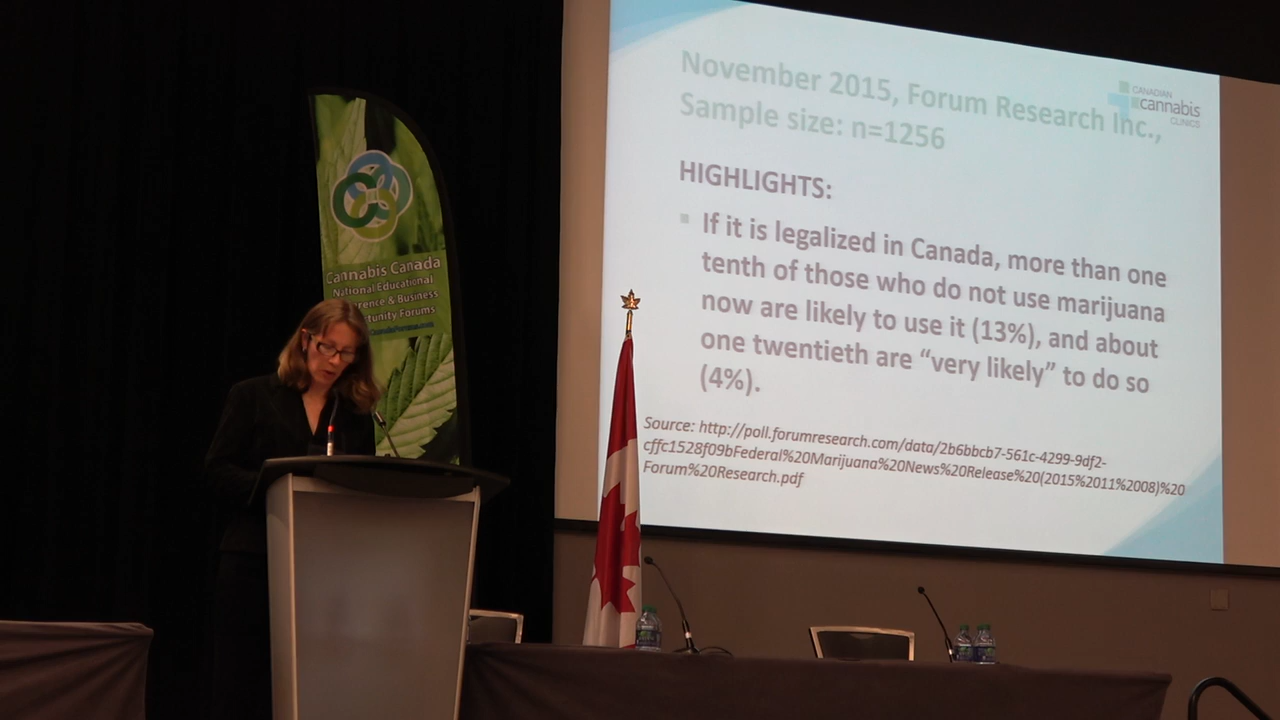 November 2015, Forum Research Inc.,
Sample size: n=1256
CANADIAN
cannabis
CLINICS
HIGHLIGHTS:
If it is legalized in Canada, more than one
tenth of those who do not use marijuana
now are likely to use it (13%), and about
one twentieth are “very likely” to do so
(4%).
Source: http://poll.forumresearch.com/data/2b6bbcb7-561c-4299-9df2-
cffc1528f09bFederal%20Marijuana%20News%20Release%20(2015%2011%2008)%20
Forum%20Research.pdf
Cannabis Canada
National Educational
rence & Business
tunity Forums